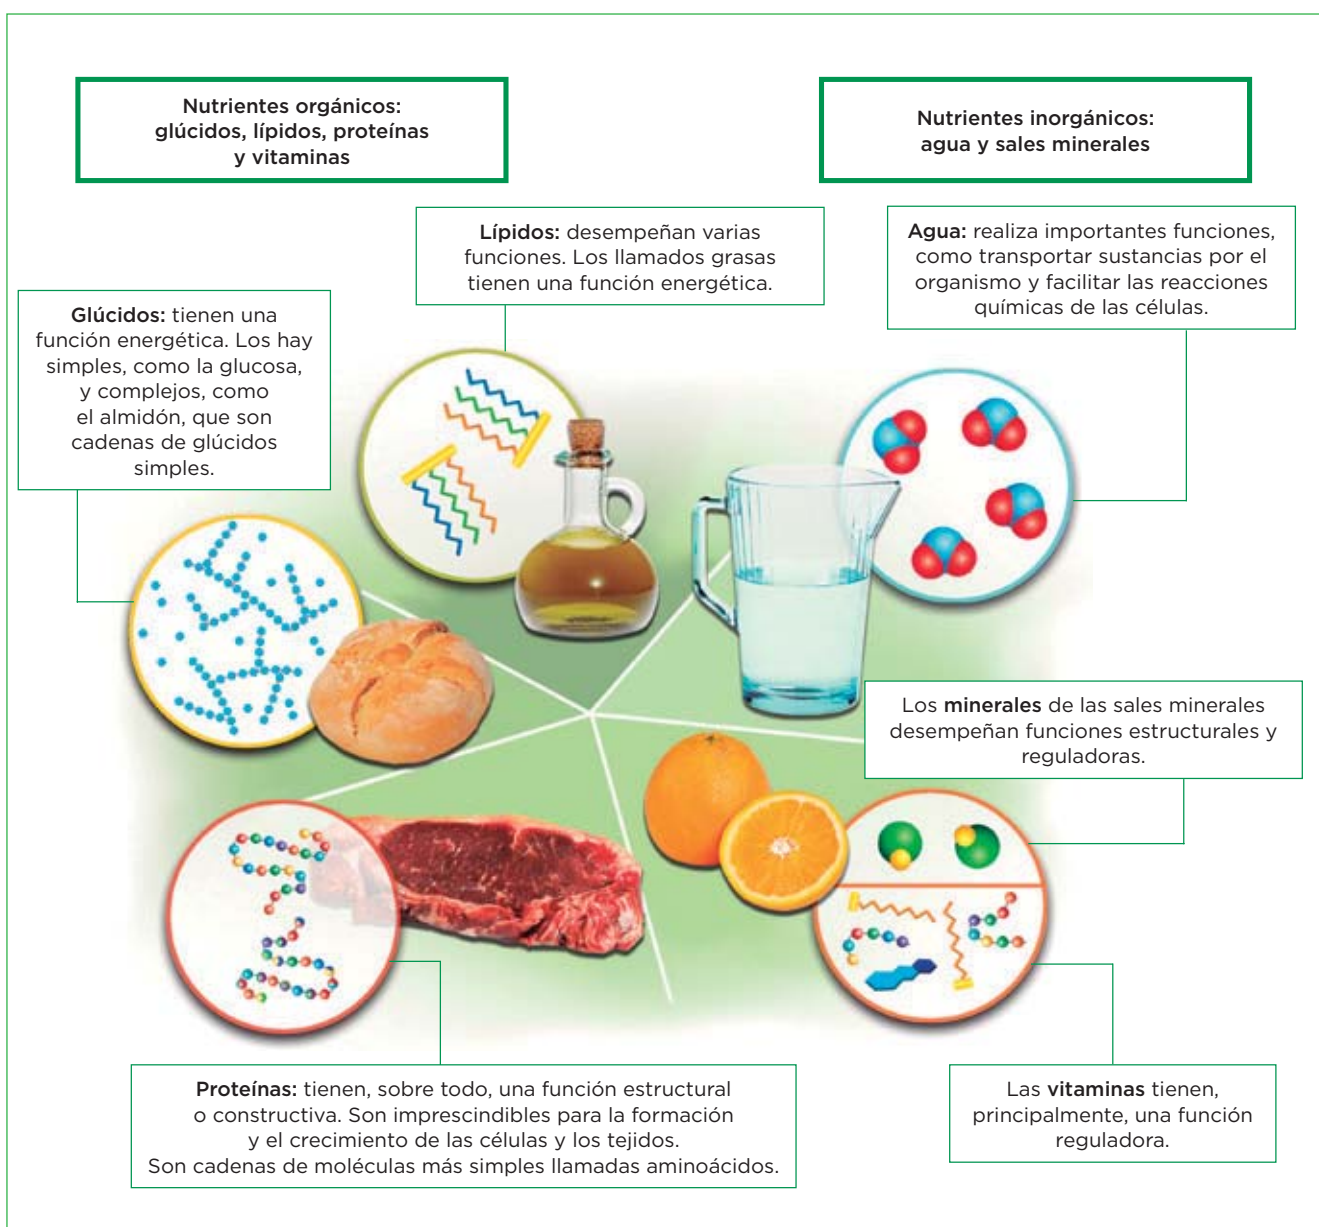 Nutrientes orgánicos:
glúcidos, lípidos, proteínas
y vitaminas
Nutrientes inorgánicos:
agua y sales minerales
Lípidos: desempeñan varias
funciones. Los llamados grasas
tienen una función energética.
Agua: realiza importantes funciones,
como transportar sustancias por el
organismo y facilitar las reacciones
químicas de las células.
Glúcidos: tienen una
función energética. Los hay
simples, como la glucosa,
y complejos, como
el almidón, que son
cadenas de glúcidos
simples.
Los minerales de las sales minerales
desempeñan funciones estructurales y
reguladoras.
Proteínas: tienen, sobre todo, una función estructural
o constructiva. Son imprescindibles para la formación
y el crecimiento de las células y los tejidos.
Son cadenas de moléculas más simples llamadas aminoácidos.
Las vitaminas tienen,
principalmente, una función
reguladora.